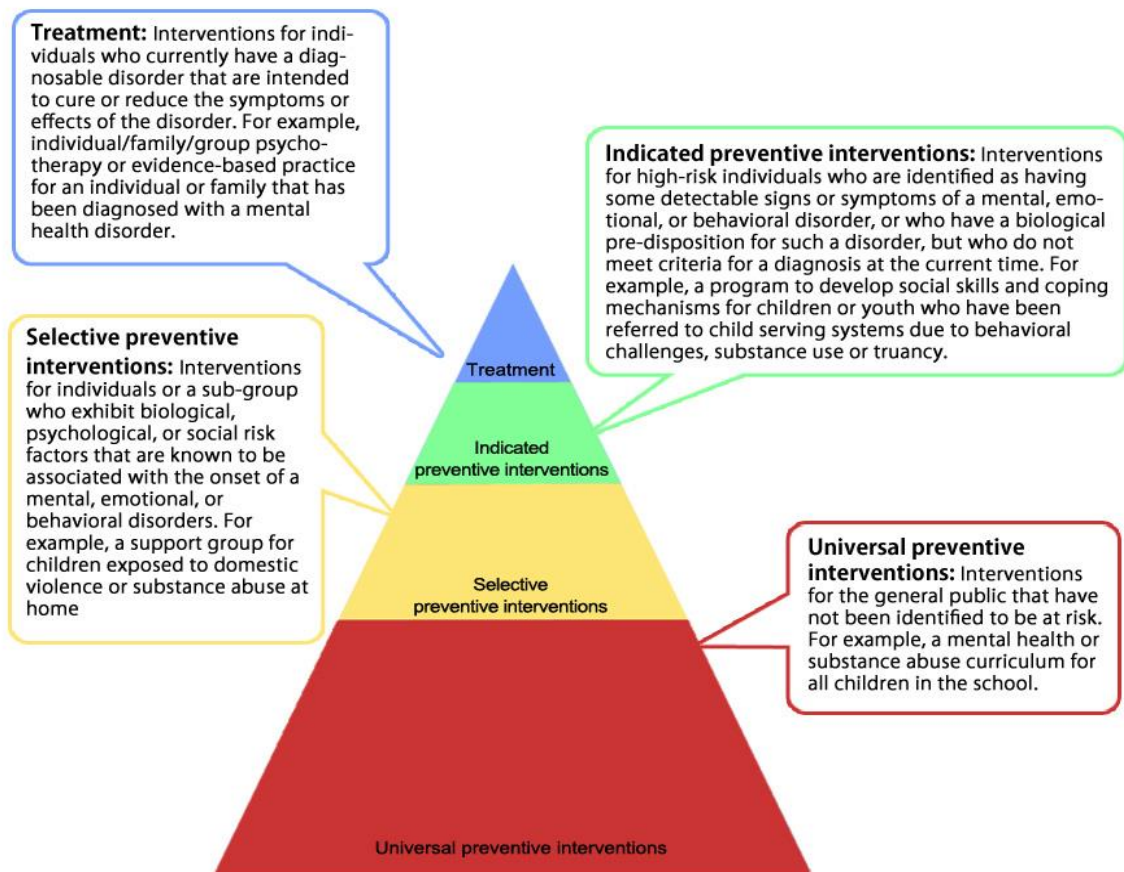 Treatment: Interventions for indi-
viduals who currently have a diag-
nosable disorder that are intended
to cure or reduce the symptoms or
effects of the disorder. For example,
individual/family/group psycho-
therapy or evidence-based practice
for an individual or family that has
been diagnosed with a mental
health disorder.
Indicated preventive interventions: Interventions
for high-risk individuals who are identified as having
some detectable signs or symptoms of a mental, emo-
tional, or behavioral disorder, or who have a biological
pre-disposition for such a disorder, but who do not
meet criteria for a diagnosis at the current time. For
example, a program to develop social skills and coping
mechanisms for children or youth who have been
referred to child serving systems due to behavioral
challenges, substance use or truancy.
Selective preventive
interventions: Interventions
for individuals or a sub-group
who exhibit biological,
psychological, or social risk
factors that are known to be
associated with the onset of a
mental, emotional, or
behavioral disorders. For
example, a support group for
children exposed to domestic
violence or substance abuse at
home
Treatment
Indicated
preventive interventions
Selective
preventive interventions
Universal preventive
interventions: Interventions
for the general public that have
not been identified to be at risk.
For example, a mental health or
substance abuse curriculum for
all children in the school.
Universal preventive interventions